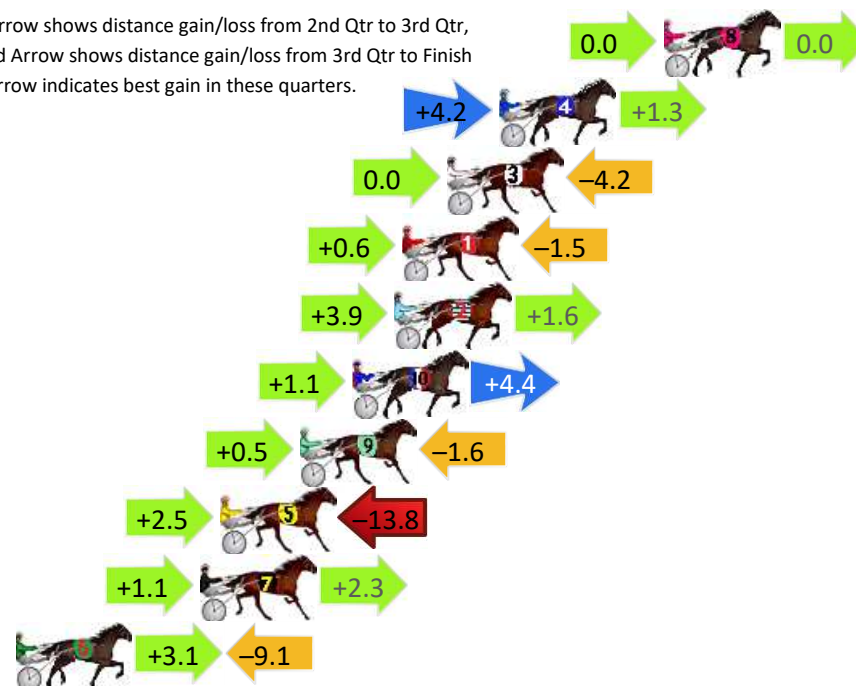 rrow shows distance gain/loss from 2nd Qtr to 3rd Qtr,
d Arrow shows distance gain/loss from 3rd Qtr to Finish
rrow indicates best gain in these quarters.
0.0 8 0.0
+4.2 4 +1.3
0.0 3 –4.2
+0.6 1 –1.5
+3.9 2 +1.6
+1.1 10 +4.4
+0.5 9 –1.6
+2.5 5 –13.8
+1.1 7 +2.3
6 +3.1 –9.1